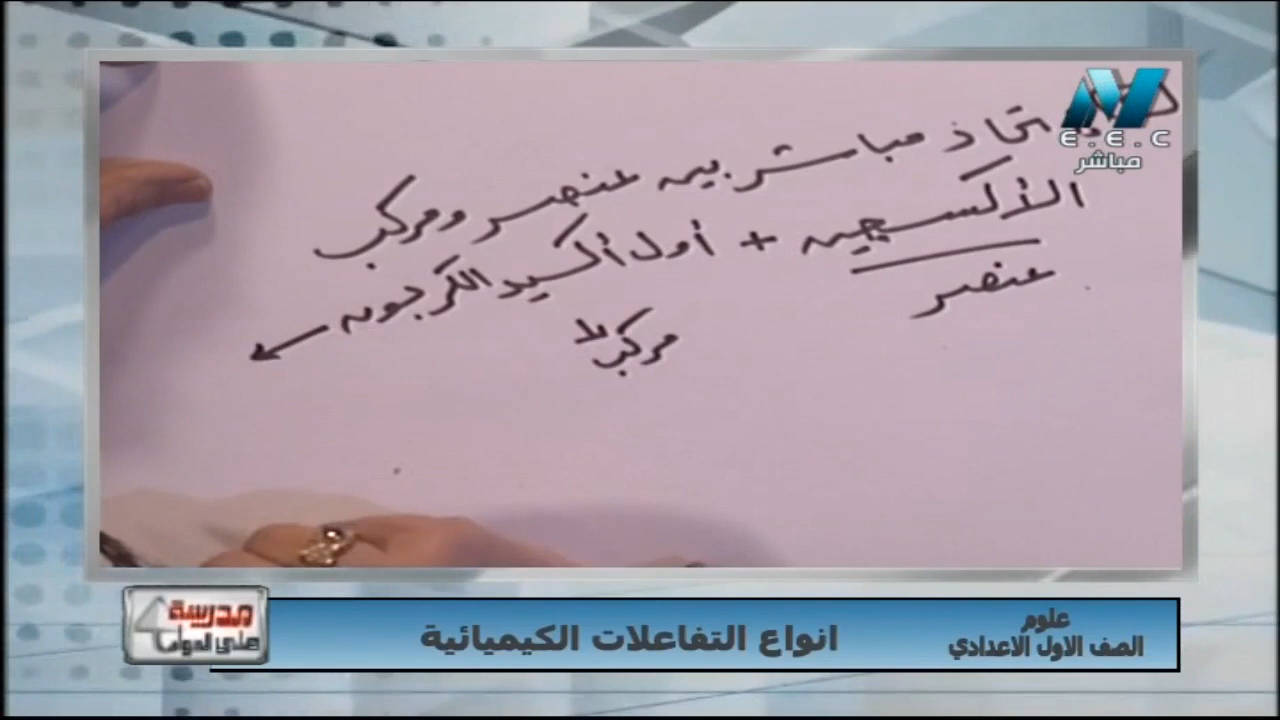 اتحاذ مباشر بين عنصر ومركب
الأكسجين + أول أكسيد الكربون ←
عنصر
مركب
E.E.C
مباشر
علوم
الصف الاول الاعدادي
انواع التفاعلات الكيميائية
مدرسة
على الهواء